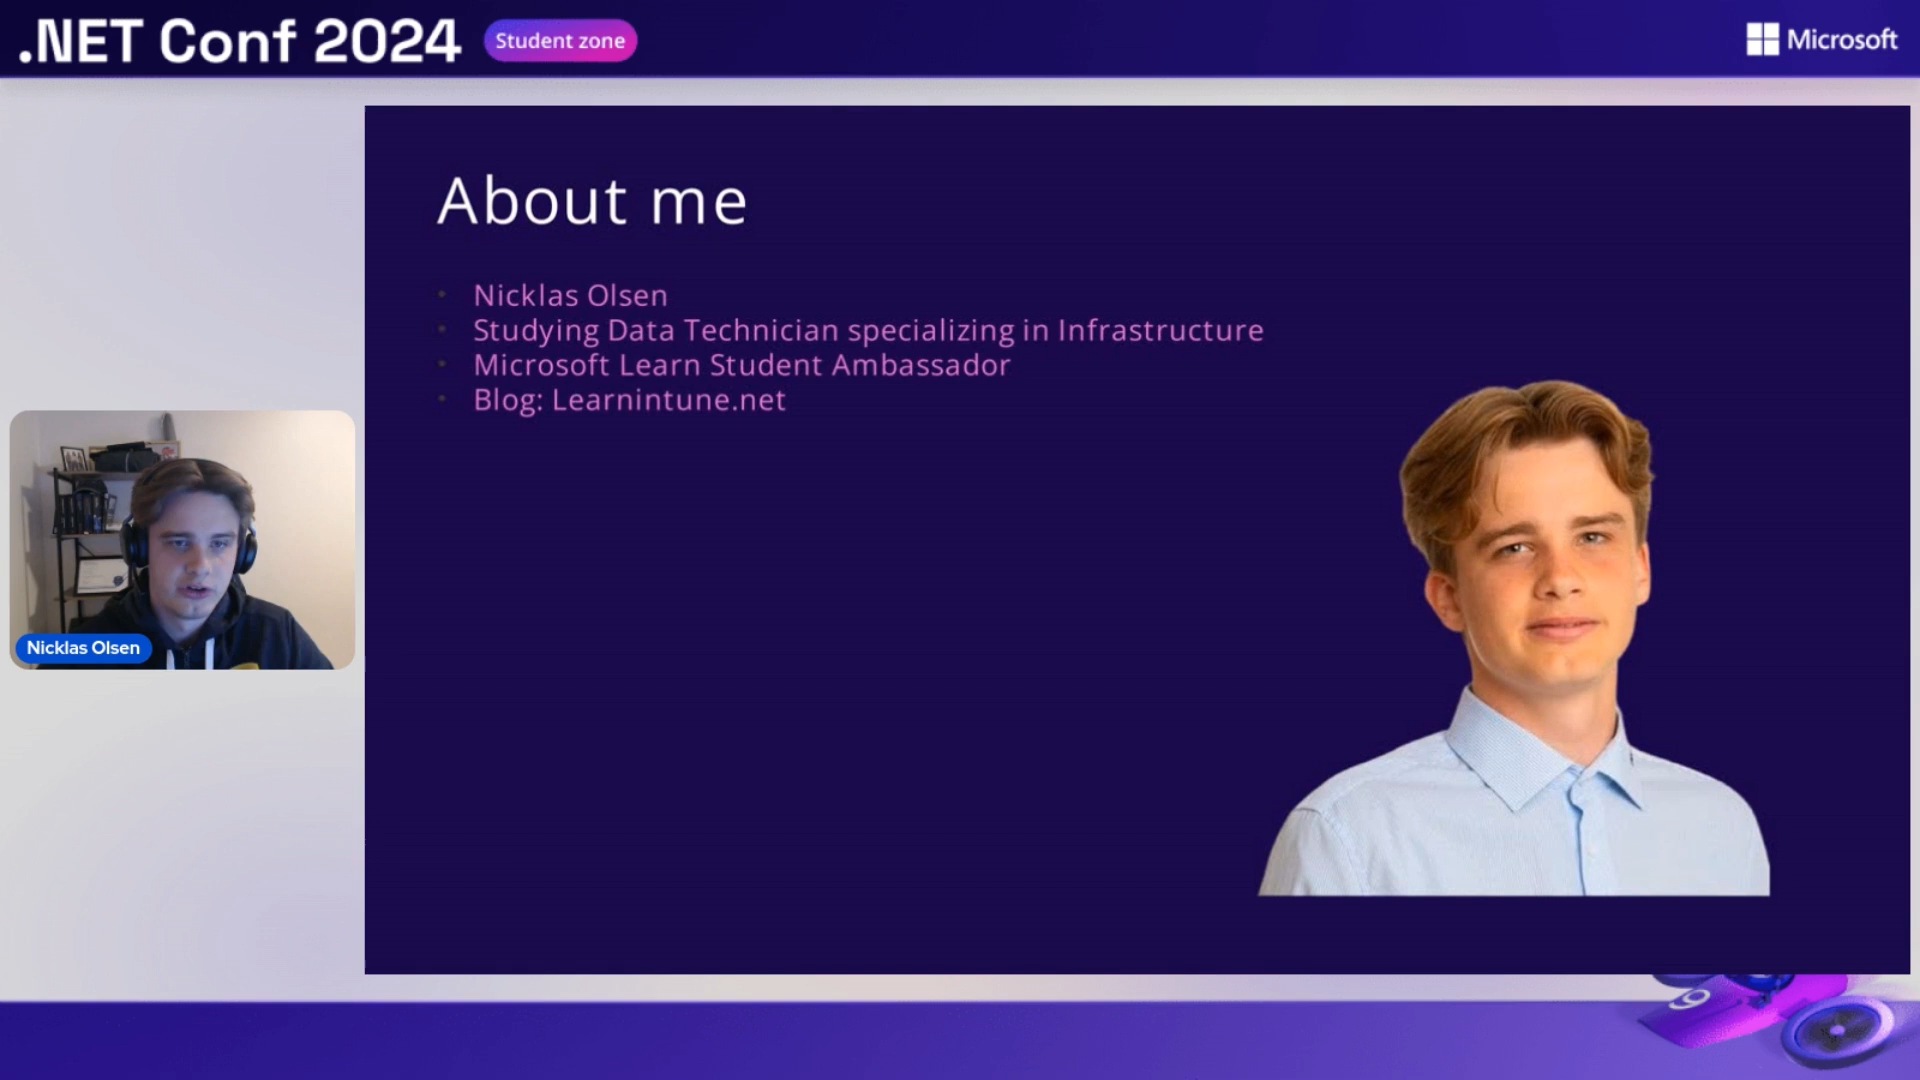 .NET Conf 2024 Student zone
Microsoft
About me
Nicklas Olsen
Studying Data Technician specializing in Infrastructure
Microsoft Learn Student Ambassador
Blog: Learnintune.net
Nicklas Olsen
9